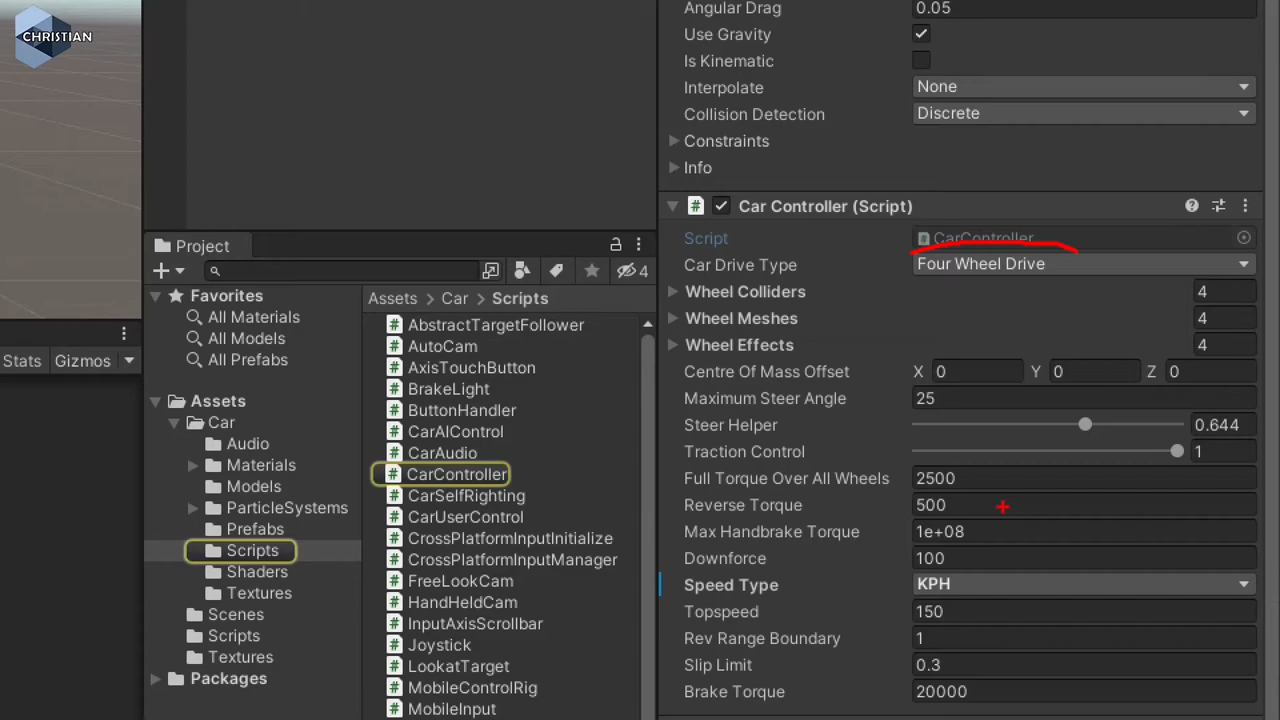 CHRISTIAN
Stats Gizmos
Project
4
Favorites
All Materials
All Models
All Prefabs
Assets
Car
Audio
Materials
Models
ParticleSystems
Prefabs
Scripts
Shaders
Textures
Scenes
Scripts
Textures
Packages
Assets > Car > Scripts
AbstractTargetFollower
AutoCam
AxisTouchButton
BrakeLight
ButtonHandler
CarAIControl
CarAudio
CarController
CarSelfRighting
CarUserControl
CrossPlatformInputInitialize
CrossPlatformInputManager
FreeLookCam
HandHeldCam
InputAxisScrollbar
Joystick
LookatTarget
MobileControlRig
MobileInput
Angular Drag 0.05
Use Gravity
Is Kinematic
Interpolate None
Collision Detection Discrete
Constraints
Info
# Car Controller (Script)
Script CarController
Car Drive Type Four Wheel Drive
Wheel Colliders 4
Wheel Meshes 4
Wheel Effects 4
Centre Of Mass Offset X 0 Y 0 Z 0
Maximum Steer Angle 25
Steer Helper 0.644
Traction Control 1
Full Torque Over All Wheels 2500
Reverse Torque 500
Max Handbrake Torque 1e+08
Downforce 100
Speed Type KPH
Topspeed 150
Rev Range Boundary 1
Slip Limit 0.3
Brake Torque 20000